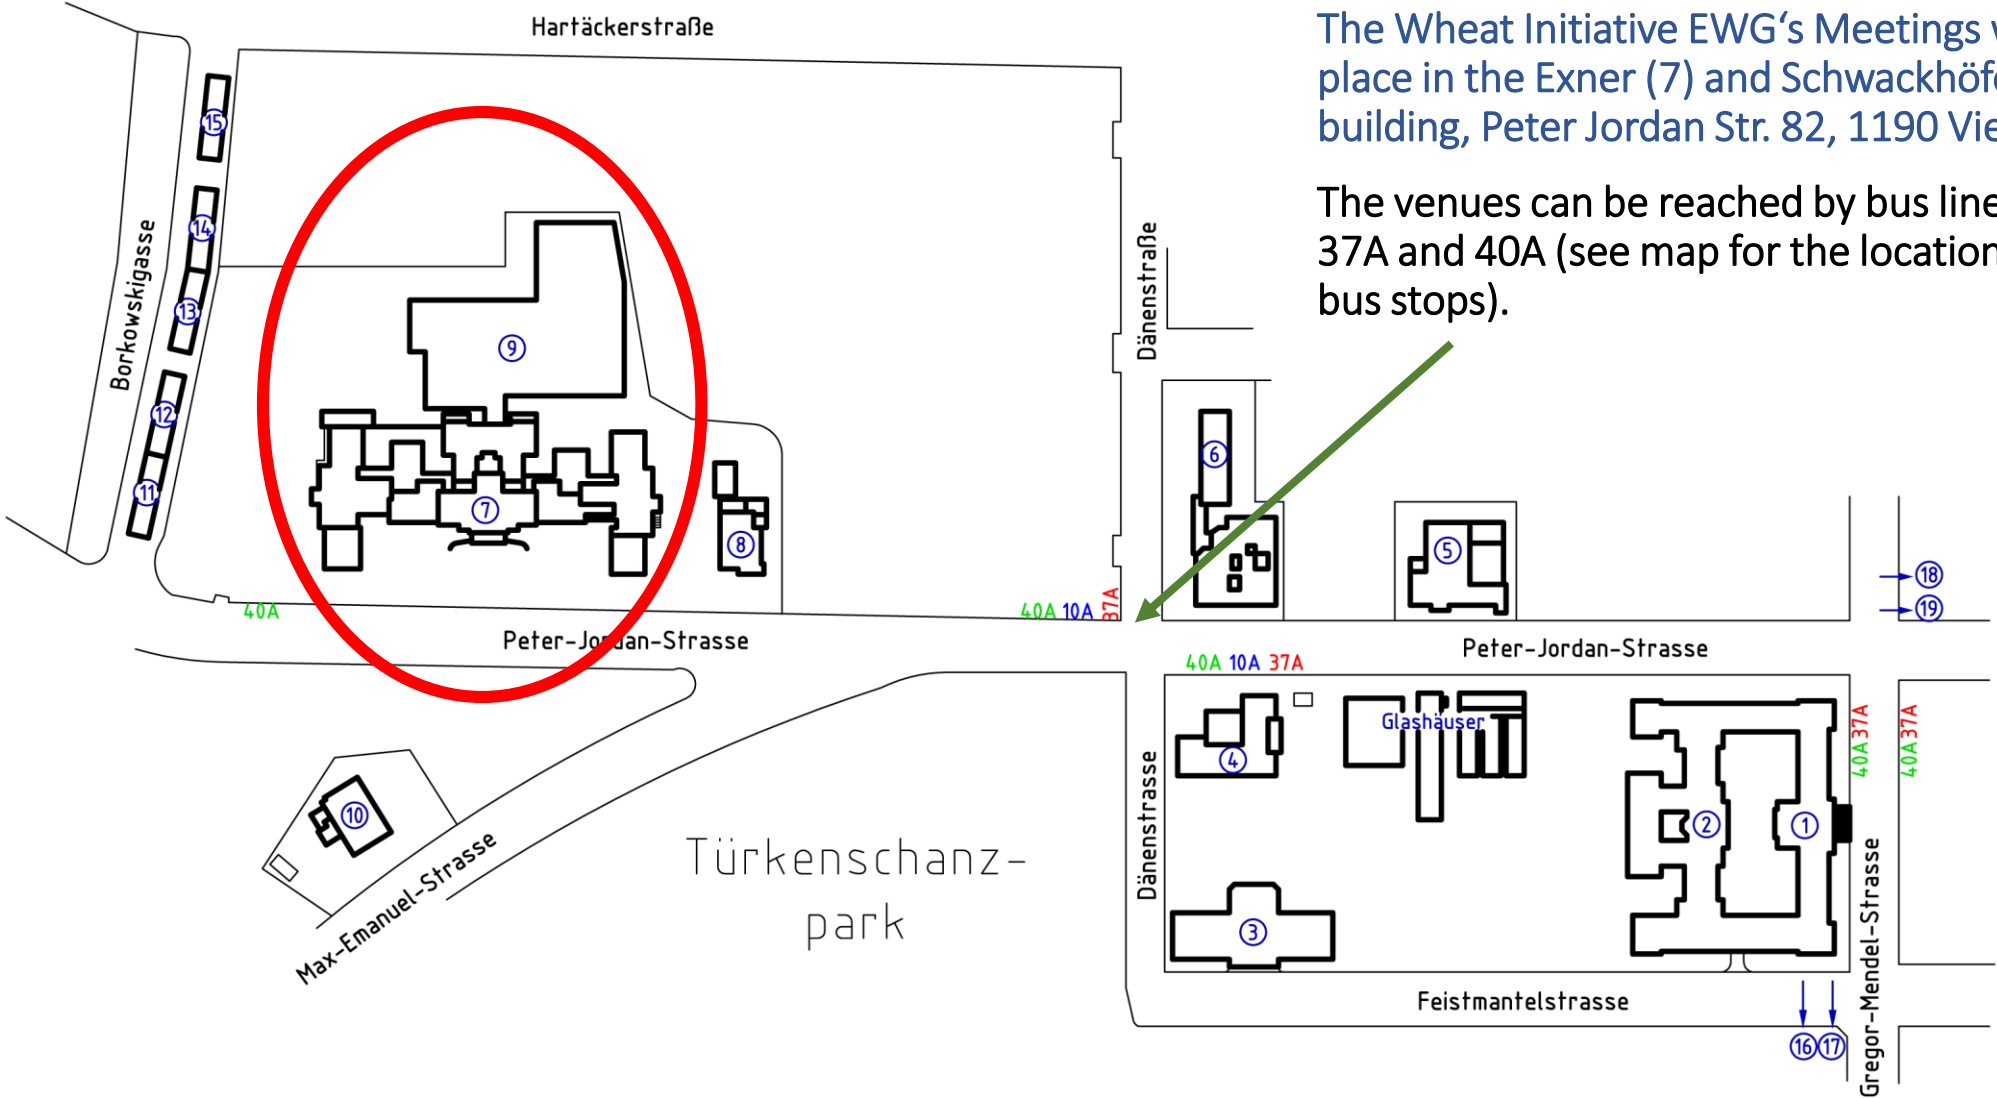 Hartäckerstraße
The Wheat Initiative EWG‘s Meetings
place in the Exner (7) and
building, Peter Jordan Str. 82, 1190
The venues can be reached by bus
37A and 40A (see map for the
bus stops).
15
14
13
12
11
Borkowskigasse
Dänenstraße
9
7
8
6
5
18
19
40A
40A 10A 37A
Peter-Jordan-Strasse
Peter-Jordan-Strasse
40A 10A 37A
Glashäuser
4
2
1
3
40A 37A
40A 37A
10
Max-Emanuel-Strasse
Türkenschanz-
park
Dänenstrasse
Feistmantelstrasse
16
17
Gregor-Mendel-Strasse